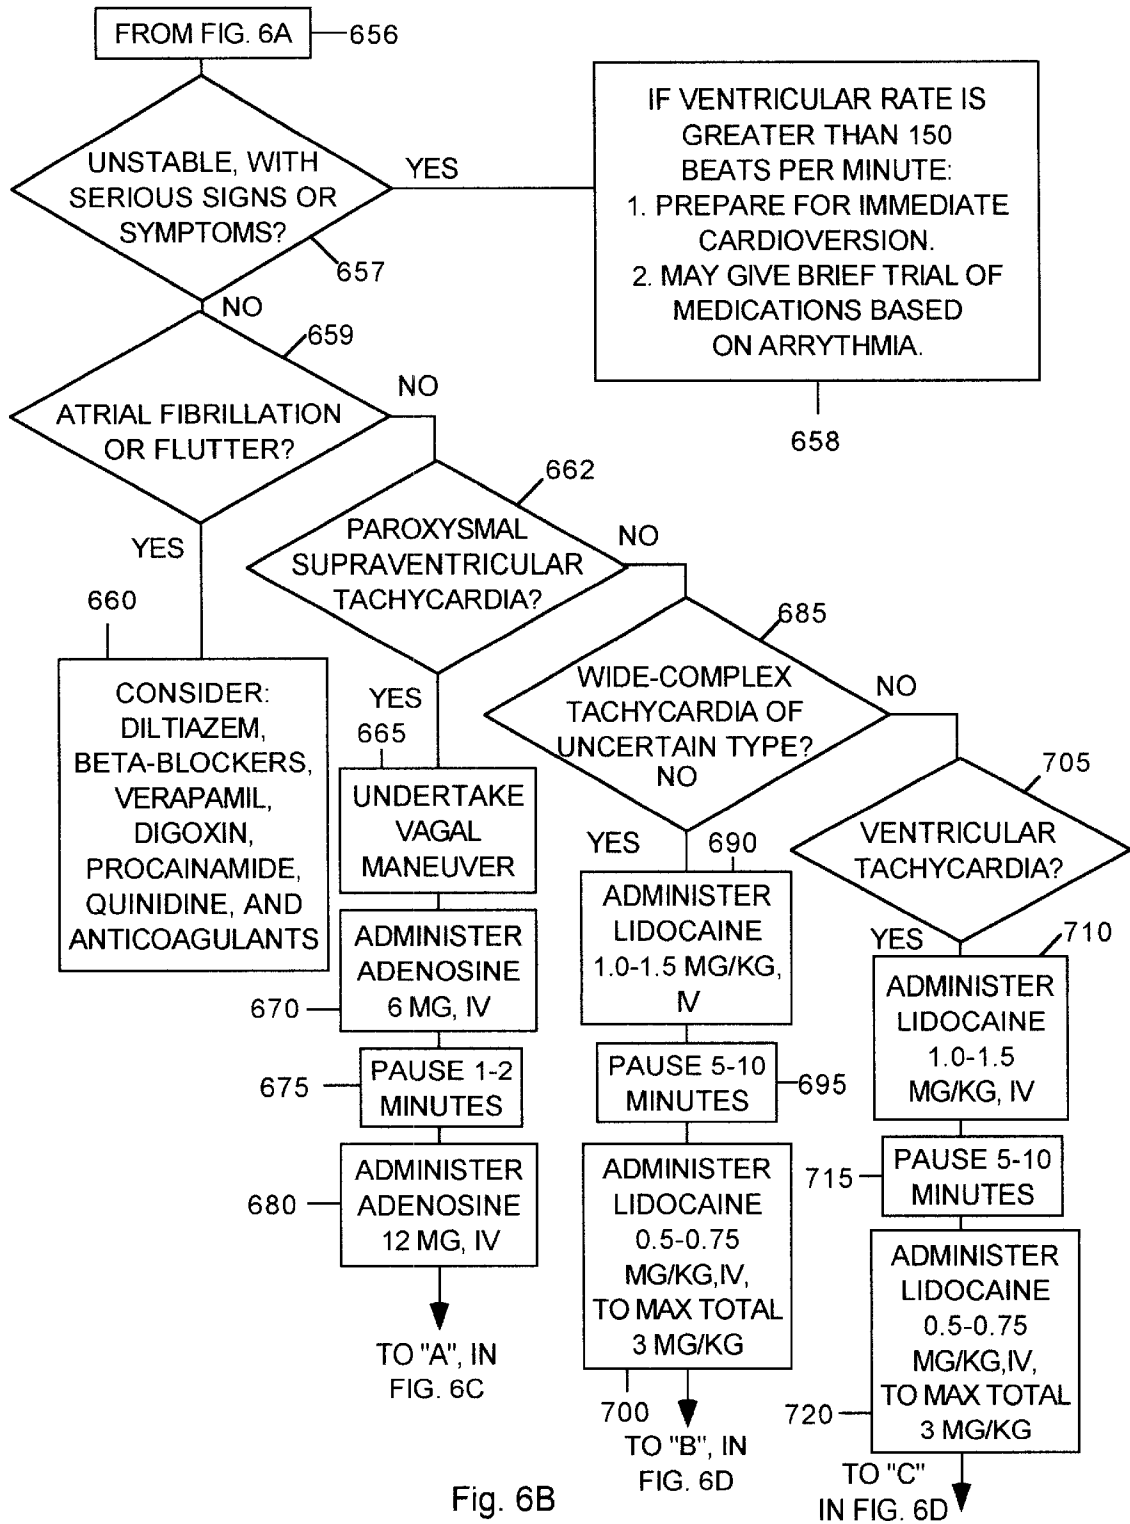 FROM FIG. 6A
656
UNSTABLE, WITH
SERIOUS SIGNS OR
SYMPTOMS?
YES
657
NO
IF VENTRICULAR RATE IS
GREATER THAN 150
BEATS PER MINUTE:
1. PREPARE FOR IMMEDIATE
CARDIOVERSION.
2. MAY GIVE BRIEF TRIAL OF
MEDICATIONS BASED
ON ARRYTHMIA.
658
659
ATRIAL FIBRILLATION
OR FLUTTER?
NO
YES
660
CONSIDER:
DILTIAZEM,
BETA-BLOCKERS,
VERAPAMIL,
DIGOXIN,
PROCAINAMIDE,
QUINIDINE, AND
ANTICOAGULANTS
662
PAROXYSMAL
SUPRAVENTRICULAR
TACHYCARDIA?
NO
YES
665
UNDERTAKE
VAGAL
MANEUVER
ADMINISTER
ADENOSINE
6 MG, IV
670
PAUSE 1-2
MINUTES
675
ADMINISTER
ADENOSINE
12 MG, IV
680
TO "A", IN
FIG. 6C
685
WIDE-COMPLEX
TACHYCARDIA OF
UNCERTAIN TYPE?
NO
NO
YES
690
ADMINISTER
LIDOCAINE
1.0-1.5 MG/KG,
IV
PAUSE 5-10
MINUTES
695
ADMINISTER
LIDOCAINE
0.5-0.75
MG/KG,IV,
TO MAX TOTAL
3 MG/KG
700
TO "B", IN
FIG. 6D
705
VENTRICULAR
TACHYCARDIA?
YES
710
ADMINISTER
LIDOCAINE
1.0-1.5
MG/KG, IV
PAUSE 5-10
MINUTES
715
ADMINISTER
LIDOCAINE
0.5-0.75
MG/KG,IV,
TO MAX TOTAL
3 MG/KG
720
TO "C"
IN FIG. 6D
Fig. 6B